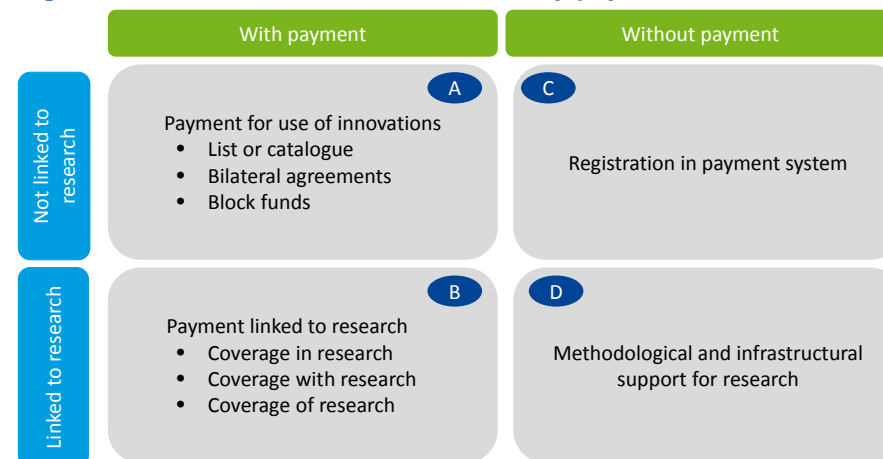 With payment
Without payment
Not linked to
research
A
Payment for use of innovations
• List or catalogue
• Bilateral agreements
• Block funds
C
Registration in payment system
Linked to research
B
Payment linked to research
• Coverage in research
• Coverage with research
• Coverage of research
D
Methodological and infrastructural
support for research